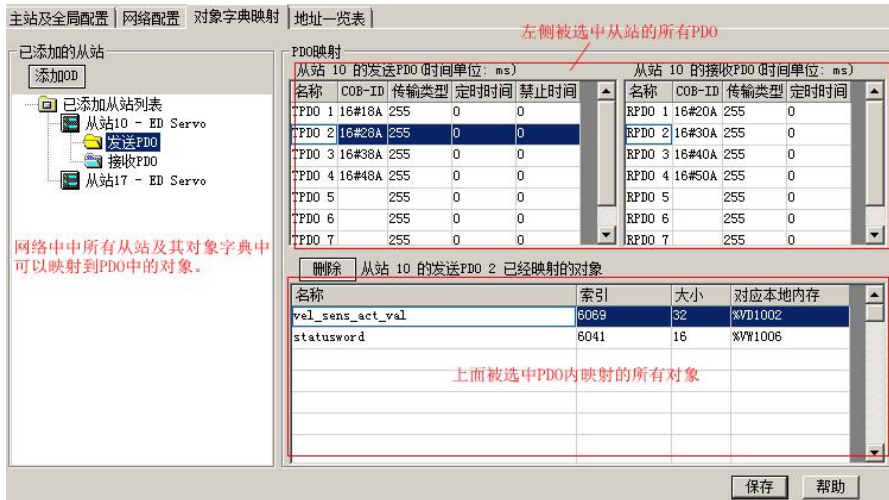 主站及全局配置 网络配置 对象字典映射 地址一览表
左侧被选中从站的所有PDO
已添加的从站
添加OD
已添加从站列表
从站10 - ED Servo
发送PDO
接收PDO
从站17 - ED Servo
网络中中所有从站及其对象字典中
可以映射到PDO中的对象。
PDO映射
从站 10 的发送PDO(时间单位: ms)
名称 COB-ID 传输类型 定时时间 禁止时间
TPDO 1 16#18A 255 0 0
TPDO 2 16#28A 255 0 0
TPDO 3 16#38A 255 0 0
TPDO 4 16#48A 255 0 0
TPDO 5 255 0 0
TPDO 6 255 0 0
TPDO 7 255 0 0
从站 10 的接收PDO(时间单位: ms)
名称 COB-ID 传输类型 定时时间
RPDO 1 16#20A 255 0
RPDO 2 16#30A 255 0
RPDO 3 16#40A 255 0
RPDO 4 16#50A 255 0
RPDO 5 255 0
RPDO 6 255 0
RPDO 7 255 0
删除 从站 10 的发送PDO 2 已经映射的对象
名称 索引 大小 对应本地内存
vel_sens_act_val 6069 32 %VD1002
statusword 6041 16 %VW1006
上面被选中PDO内映射的所有对象
保存 帮助